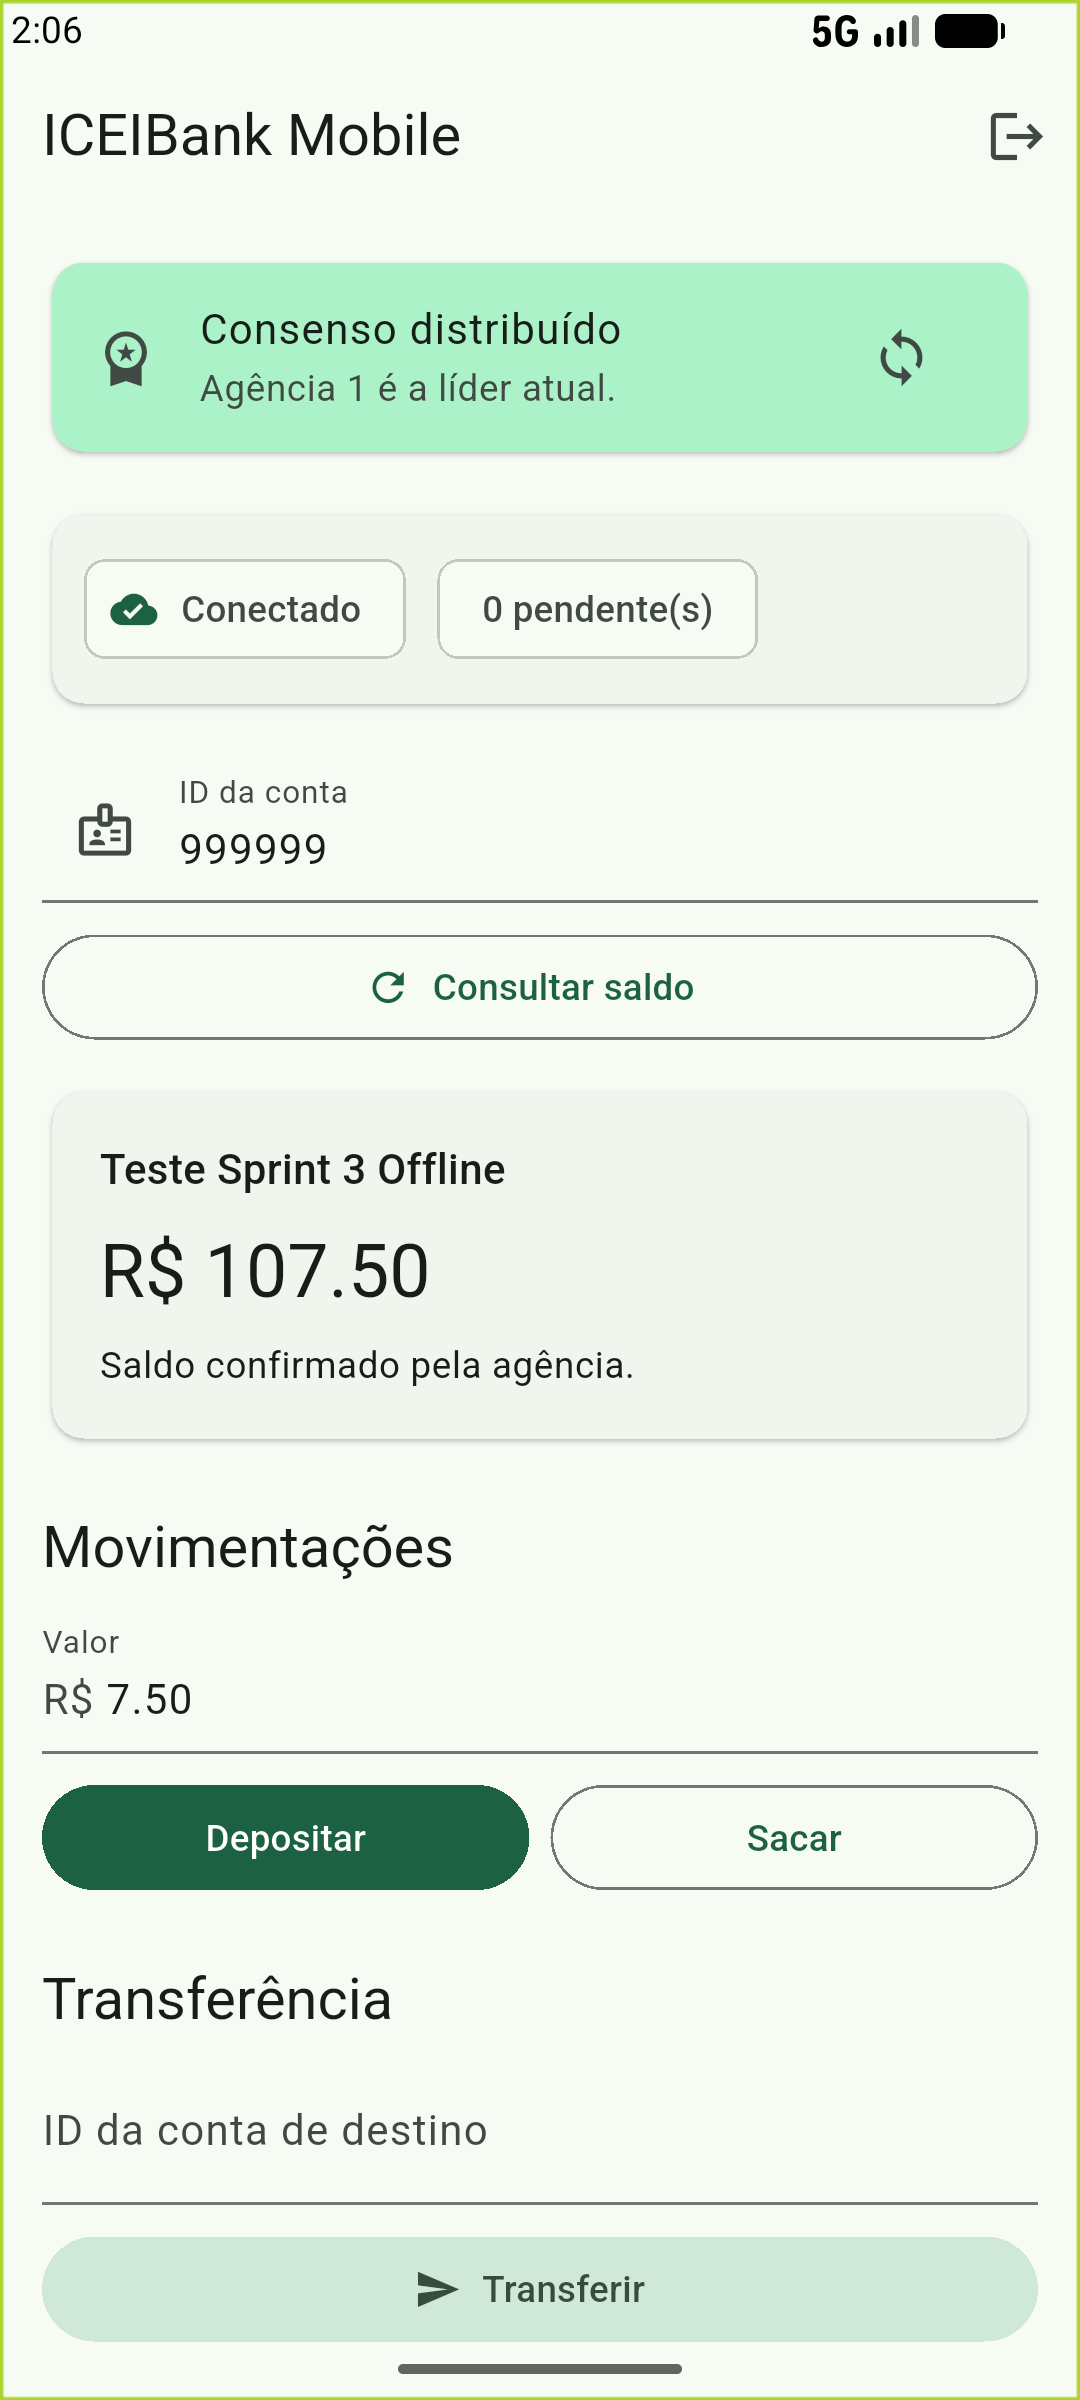 2:06
5G
ICEIBank Mobile
Consenso distribuído
Agência 1 é a líder atual.
Conectado
0 pendente(s)
ID da conta
999999
Consultar saldo
Teste Sprint 3 Offline
R$ 107.50
Saldo confirmado pela agência.
Movimentações
Valor
R$ 7.50
Depositar
Sacar
Transferência
ID da conta de destino
Transferir